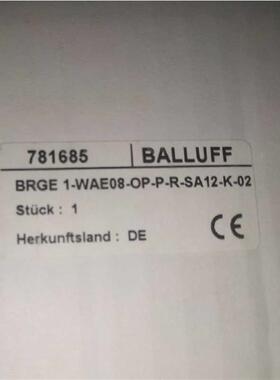 781685 BALLUFF
BRGE 1-WAE08-OP-P-R-SA12-K-02
Stück : 1
Herkunftsland : DE
CE